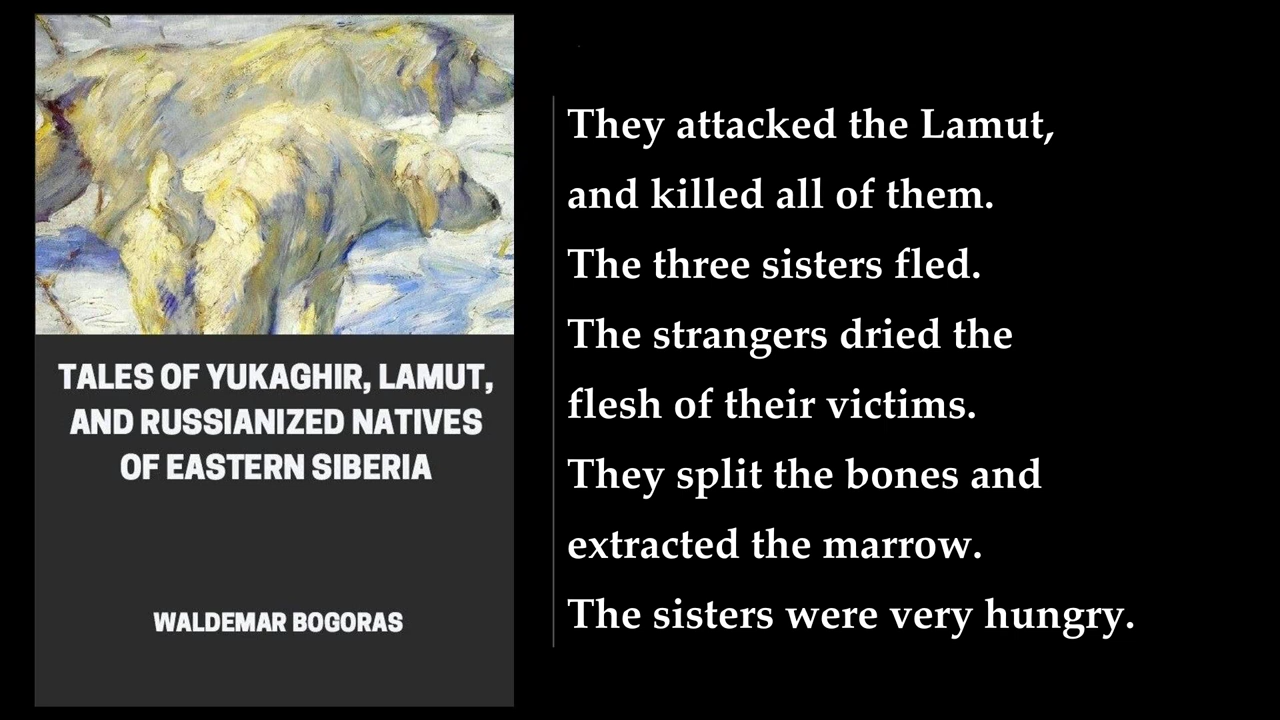 TALES OF YUKAGHIR, LAMUT,
AND RUSSIANIZED NATIVES
OF EASTERN SIBERIA
WALDEMAR BOGORAS
They attacked the Lamut,
and killed all of them.
The three sisters fled.
The strangers dried the
flesh of their victims.
They split the bones and
extracted the marrow.
The sisters were very hungry.